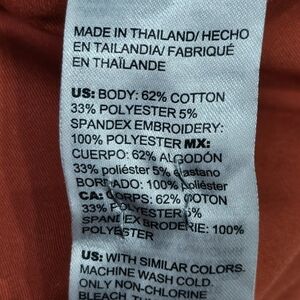 MADE IN THAILAND/ HECHO
EN TAILANDIA/ FABRIQUÉ
EN THAÏLANDE
US: BODY: 62% COTTON
33% POLYESTER 5%
SPANDEX EMBROIDERY:
100% POLYESTER MX:
CUERPO: 62% ALGODÓN
33% poliéster 5% elastano
BORDADO: 100% poliéster
CA: CORPS: 62% COTON
33% POLYESTER 5%
SPANDEX BRODERIE: 100%
POLYESTER
US: WITH SIMILAR COLORS.
MACHINE WASH COLD.
ONLY NON-CHLORINE
BLEACH.